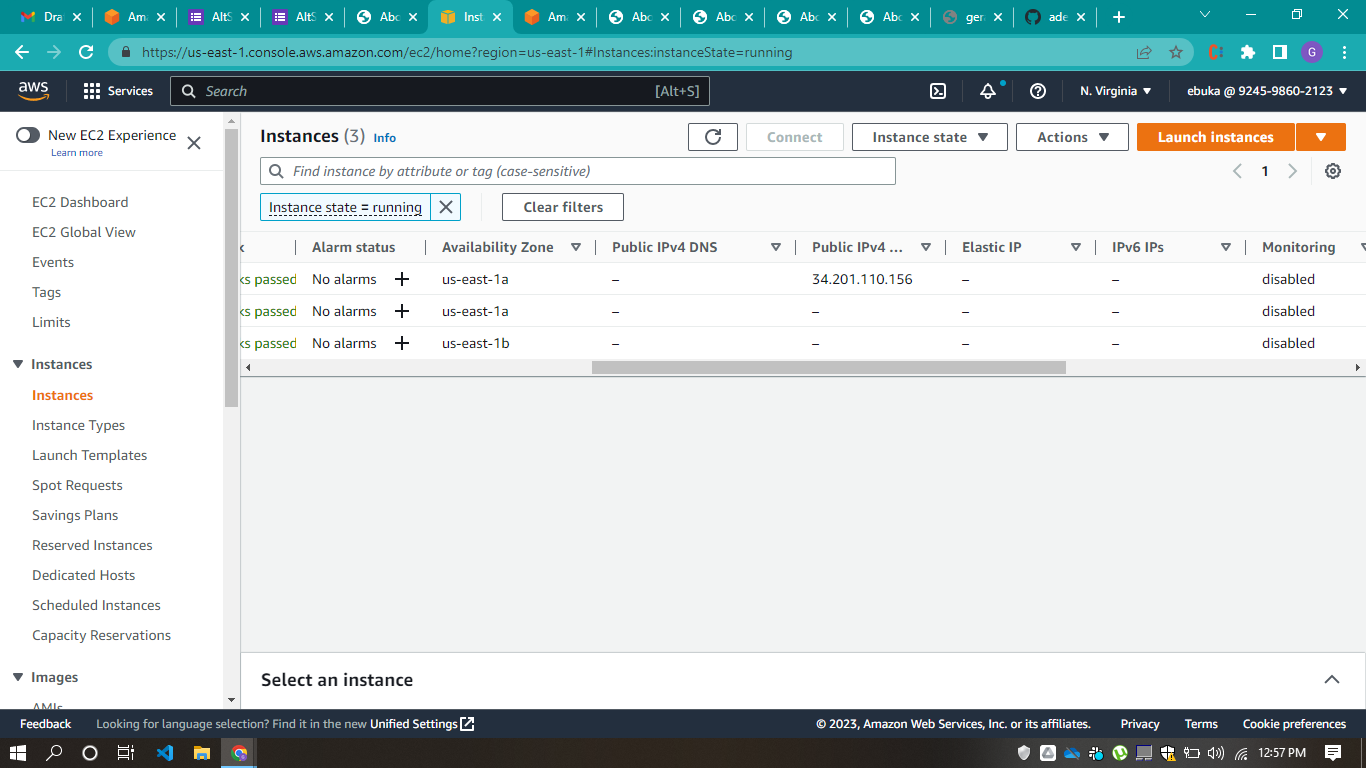 Dra
Ama
AltS
AltS
Abo
Inst
Ama
Abo
Abo
Abo
Abo
gera
ade
https://us-east-1.console.aws.amazon.com/ec2/home?region=us-east-1#Instances:instanceState=running
G
aws
Services
Search
[Alt+S]
N. Virginia
ebuka @ 9245-9860-2123
New EC2 Experience
Learn more
EC2 Dashboard
EC2 Global View
Events
Tags
Limits
Instances
Instances
Instance Types
Launch Templates
Spot Requests
Savings Plans
Reserved Instances
Dedicated Hosts
Scheduled Instances
Capacity Reservations
Images
AMIs
Instances (3) Info
Connect
Instance state
Actions
Launch instances
Find instance by attribute or tag (case-sensitive)
1
Instance state = running
Clear filters
k Alarm status Availability Zone Public IPv4 DNS Public IPv4 ... Elastic IP IPv6 IPs Monitoring
ks passed No alarms + us-east-1a – 34.201.110.156 – – disabled
ks passed No alarms + us-east-1a – – – – disabled
ks passed No alarms + us-east-1b – – – – disabled
Select an instance
Feedback
Looking for language selection? Find it in the new Unified Settings
© 2023, Amazon Web Services, Inc. or its affiliates.
Privacy
Terms
Cookie preferences
12:57 PM